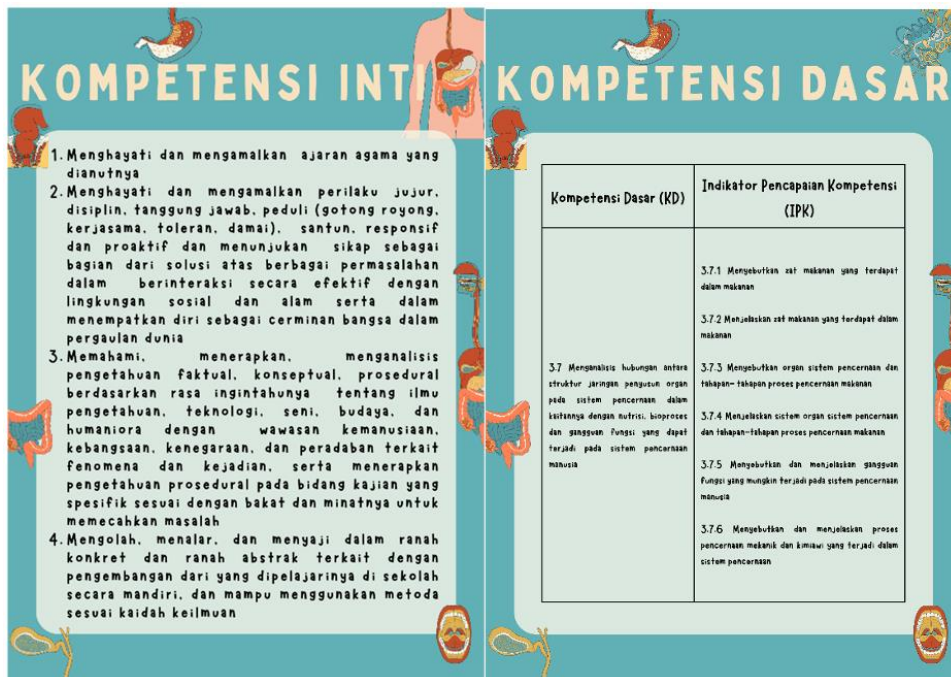 KOMPETENSI INTI
1. Menghayati dan mengamalkan ajaran agama yang
dianutnya
2. Menghayati dan mengamalkan perilaku jujur,
disiplin, tanggung jawab, peduli (gotong royong,
kerjasama, toleran, damai), santun, responsif
dan proaktif dan menunjukan sikap sebagai
bagian dari solusi atas berbagai permasalahan
dalam berinteraksi secara efektif dengan
lingkungan sosial dan alam serta dalam
menempatkan diri sebagai cerminan bangsa dalam
pergaulan dunia
3. Memahami, menerapkan, menganalisis
pengetahuan faktual, konseptual, prosedural
berdasarkan rasa ingintahunya tentang ilmu
pengetahuan, teknologi, seni, budaya, dan
humaniora dengan wawasan kemanusiaan,
kebangsaan, kenegaraan, dan peradaban terkait
fenomena dan kejadian, serta menerapkan
pengetahuan prosedural pada bidang kajian yang
spesifik sesuai dengan bakat dan minatnya untuk
memecahkan masalah
4. Mengolah, menalar, dan menyaji dalam ranah
konkret dan ranah abstrak terkait dengan
pengembangan dari yang dipelajarinya di sekolah
secara mandiri, dan mampu menggunakan metoda
sesuai kaidah keilmuan
KOMPETENSI DASAR
Kompetensi Dasar (KD)
Indikator Pencapaian Kompetensi
(IPK)
3.7 Menganalisis hubungan antara
struktur jaringan penyusun organ
pada sistem pencernaan dalam
kaitannya dengan nutrisi, bioproses
dan gangguan fungsi yang dapat
terjadi pada sistem pencernaan
manusia
3.7.1 Menyebutkan zat makanan yang terdapat
dalam makanan
3.7.2 Menjelaskan zat makanan yang terdapat dalam
makanan
3.7.3 Menyebutkan organ sistem pencernaan dan
tahapan- tahapan proses pencernaan makanan
3.7.4 Menjelaskan sistem organ sistem pencernaan
dan tahapan-tahapan proses pencernaan makanan
3.7.5 Menyebutkan dan menjelaskan gangguan
fungsi yang mungkin terjadi pada sistem pencernaan
manusia
3.7.6 Menyebutkan dan menjelaskan proses
pencernaan mekanik dan kimiawi yang terjadi dalam
sistem pencernaan